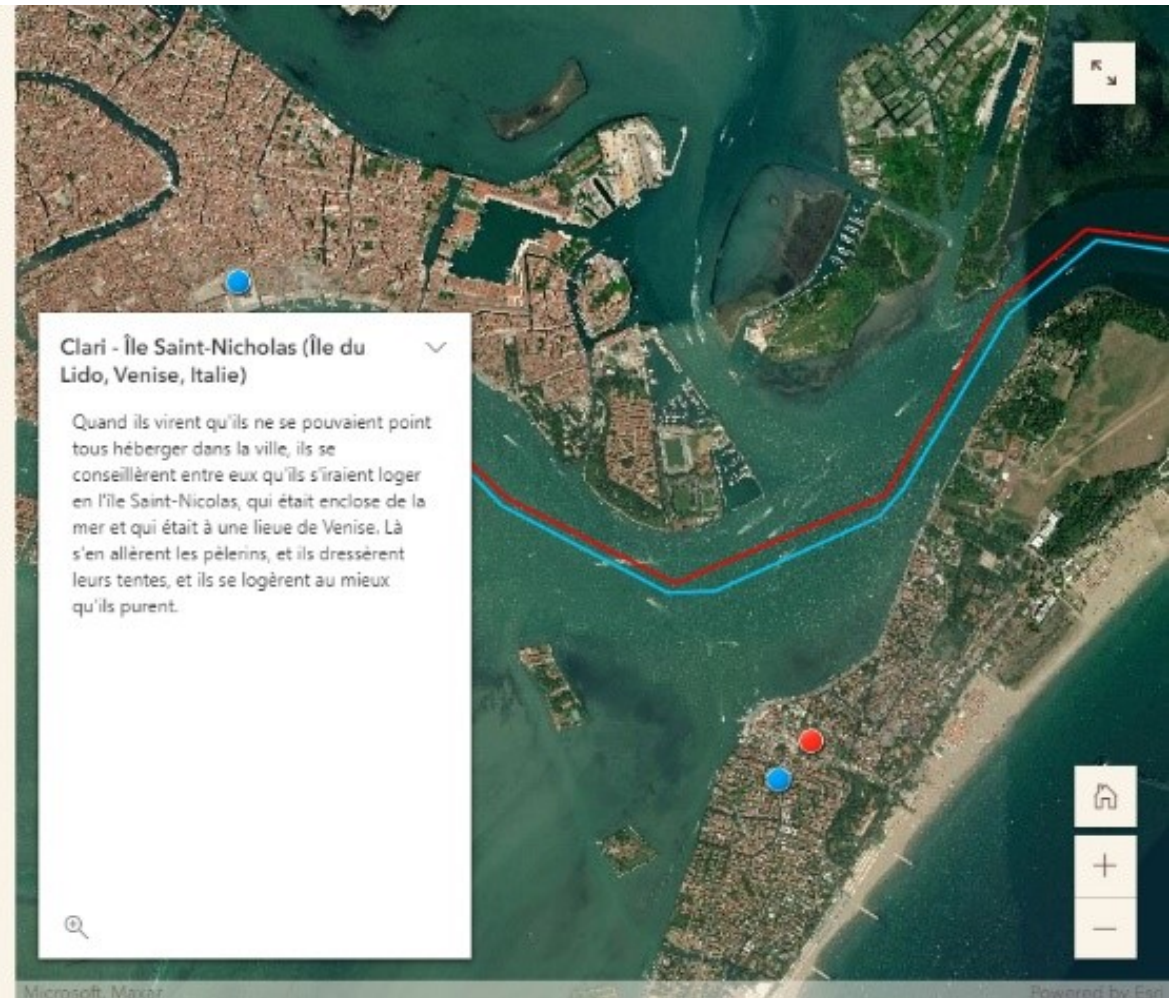 Clari - Île Saint-Nicholas (Île du
Lido, Venise, Italie)
Quand ils virent qu'ils ne se pouvaient point
tous héberger dans la ville, ils se
conseillèrent entre eux qu'ils s'iraient loger
en l'île Saint-Nicolas, qui était enclose de la
mer et qui était à une lieue de Venise. Là
s'en allèrent les pèlerins, et ils dressèrent
leurs tentes, et ils se logèrent au mieux
qu'ils purent.
Microsoft, Maxar
Powered by Esri